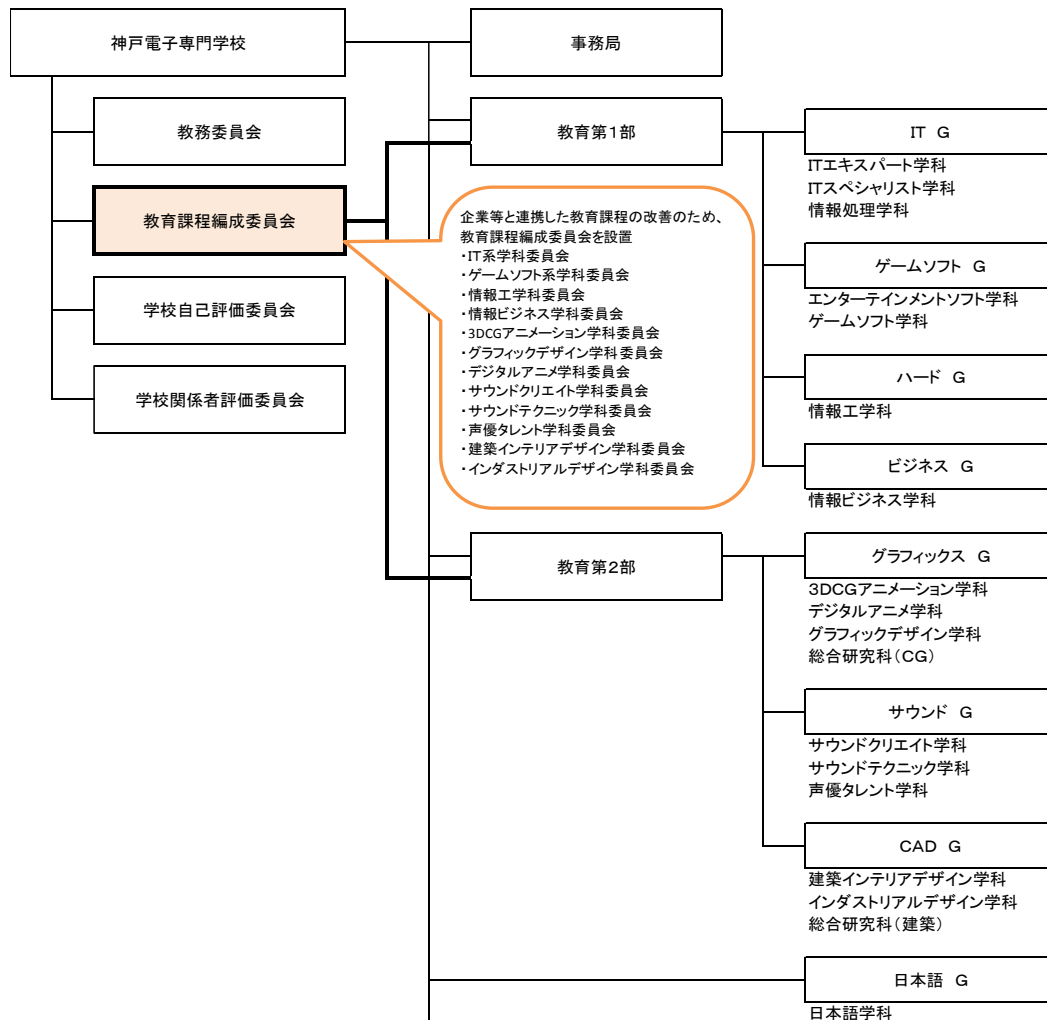 神戸電子専門学校
事務局
教務委員会
教育第1部
IT G
ITエキスパート学科
ITスペシャリスト学科
情報処理学科
教育課程編成委員会
企業等と連携した教育課程の改善のため、
教育課程編成委員会を設置
・IT系学科委員会
・ゲームソフト系学科委員会
・情報工学科委員会
・情報ビジネス学科委員会
・3DCGアニメーション学科委員会
・グラフィックデザイン学科委員会
・デジタルアニメ学科委員会
・サウンドクリエイト学科委員会
・サウンドテクニック学科委員会
・声優タレント学科委員会
・建築インテリアデザイン学科委員会
・インダストリアルデザイン学科委員会
ゲームソフト G
エンターテインメントソフト学科
ゲームソフト学科
学校自己評価委員会
ハード G
情報工学科
学校関係者評価委員会
ビジネス G
情報ビジネス学科
教育第2部
グラフィックス G
3DCGアニメーション学科
デジタルアニメ学科
グラフィックデザイン学科
総合研究科(CG)
サウンド G
サウンドクリエイト学科
サウンドテクニック学科
声優タレント学科
CAD G
建築インテリアデザイン学科
インダストリアルデザイン学科
総合研究科(建築)
日本語 G
日本語学科